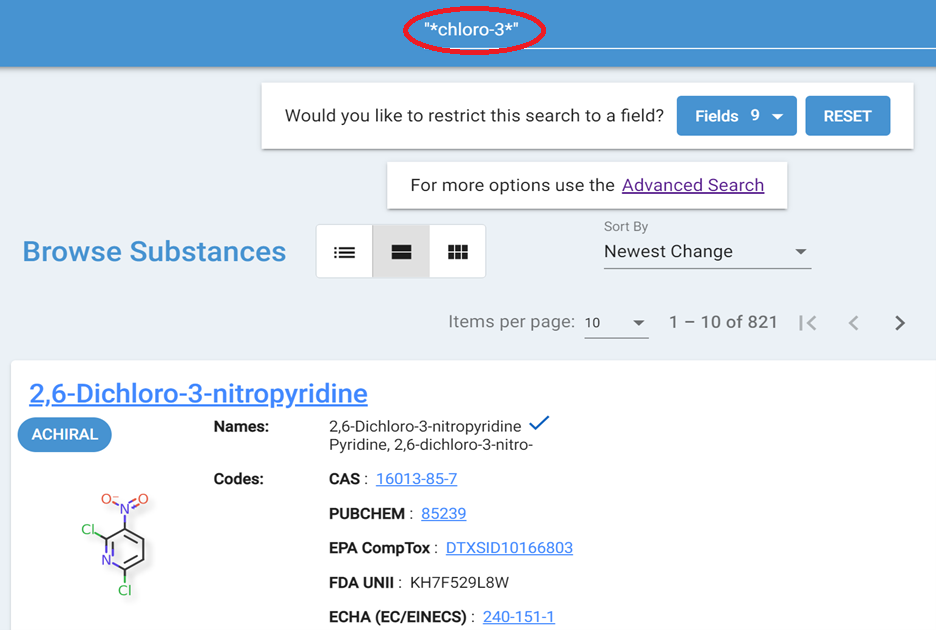 "*chloro-3*"
Would you like to restrict this search to a field? Fields 9 RESET
For more options use the Advanced Search
Browse Substances
Sort By
Newest Change
Items per page: 10 1 – 10 of 821
2,6-Dichloro-3-nitropyridine
ACHIRAL
Names: 2,6-Dichloro-3-nitropyridine
Pyridine, 2,6-dichloro-3-nitro-
Codes: CAS : 16013-85-7
PUBCHEM : 85239
EPA CompTox : DTXSID10166803
FDA UNII : KH7F529L8W
ECHA (EC/EINECS) : 240-151-1
O⁻ N⁺ O
Cl
N
Cl